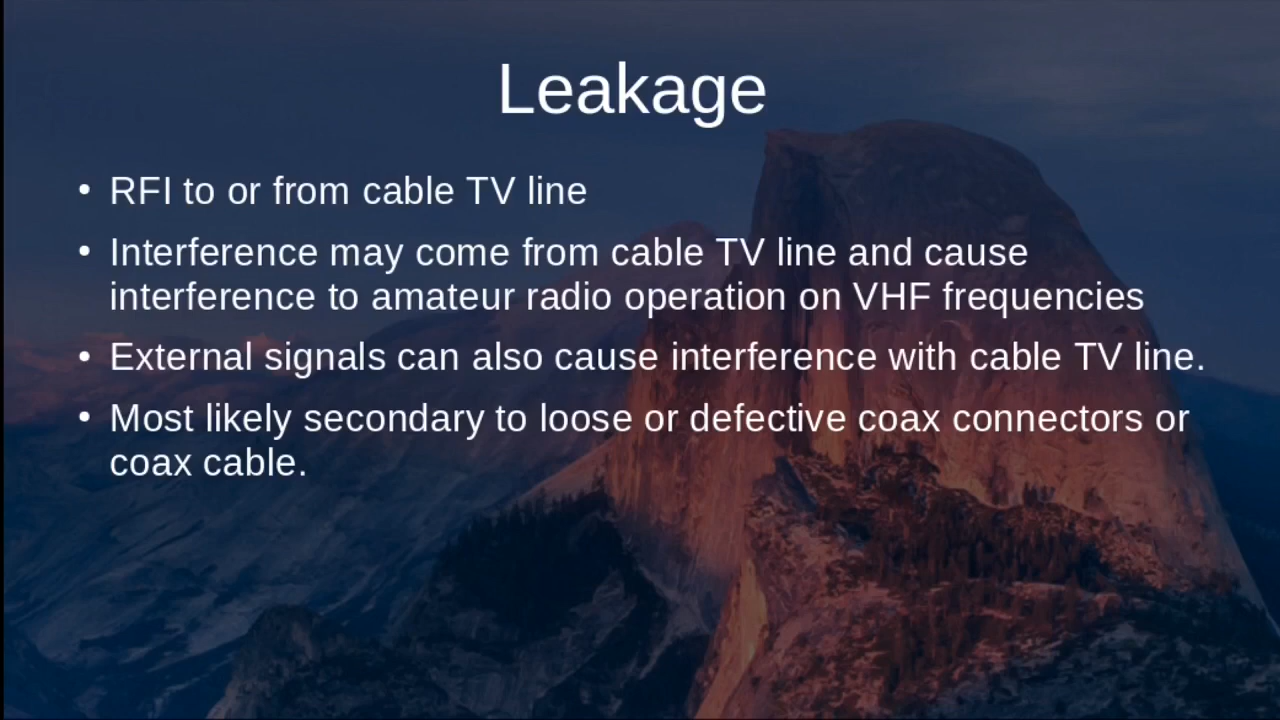 Leakage
• RFI to or from cable TV line
• Interference may come from cable TV line and cause
interference to amateur radio operation on VHF frequencies
• External signals can also cause interference with cable TV line.
• Most likely secondary to loose or defective coax connectors or
coax cable.